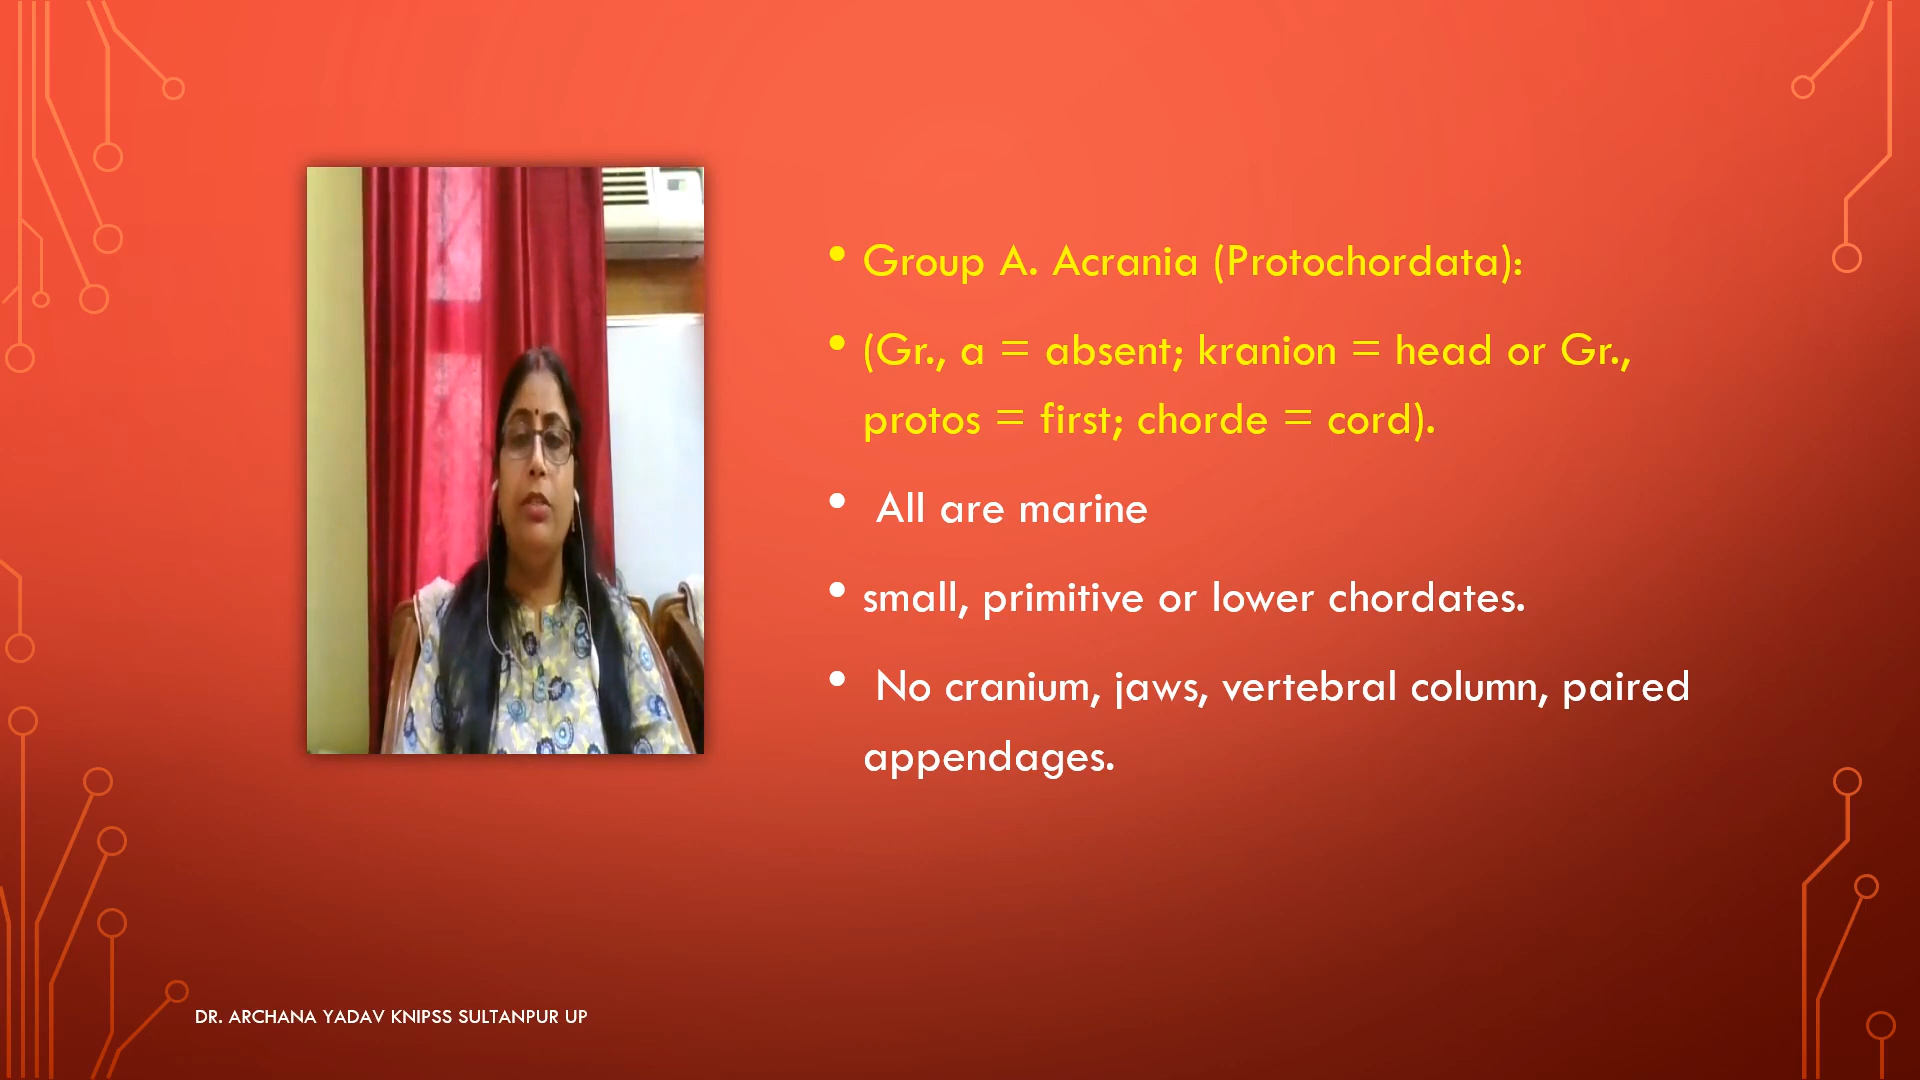 • Group A. Acrania (Protochordata):
• (Gr., a = absent; kranion = head or Gr.,
protos = first; chorde = cord).
• All are marine
• small, primitive or lower chordates.
• No cranium, jaws, vertebral column, paired
appendages.
DR. ARCHANA YADAV KNIPSS SULTANPUR UP